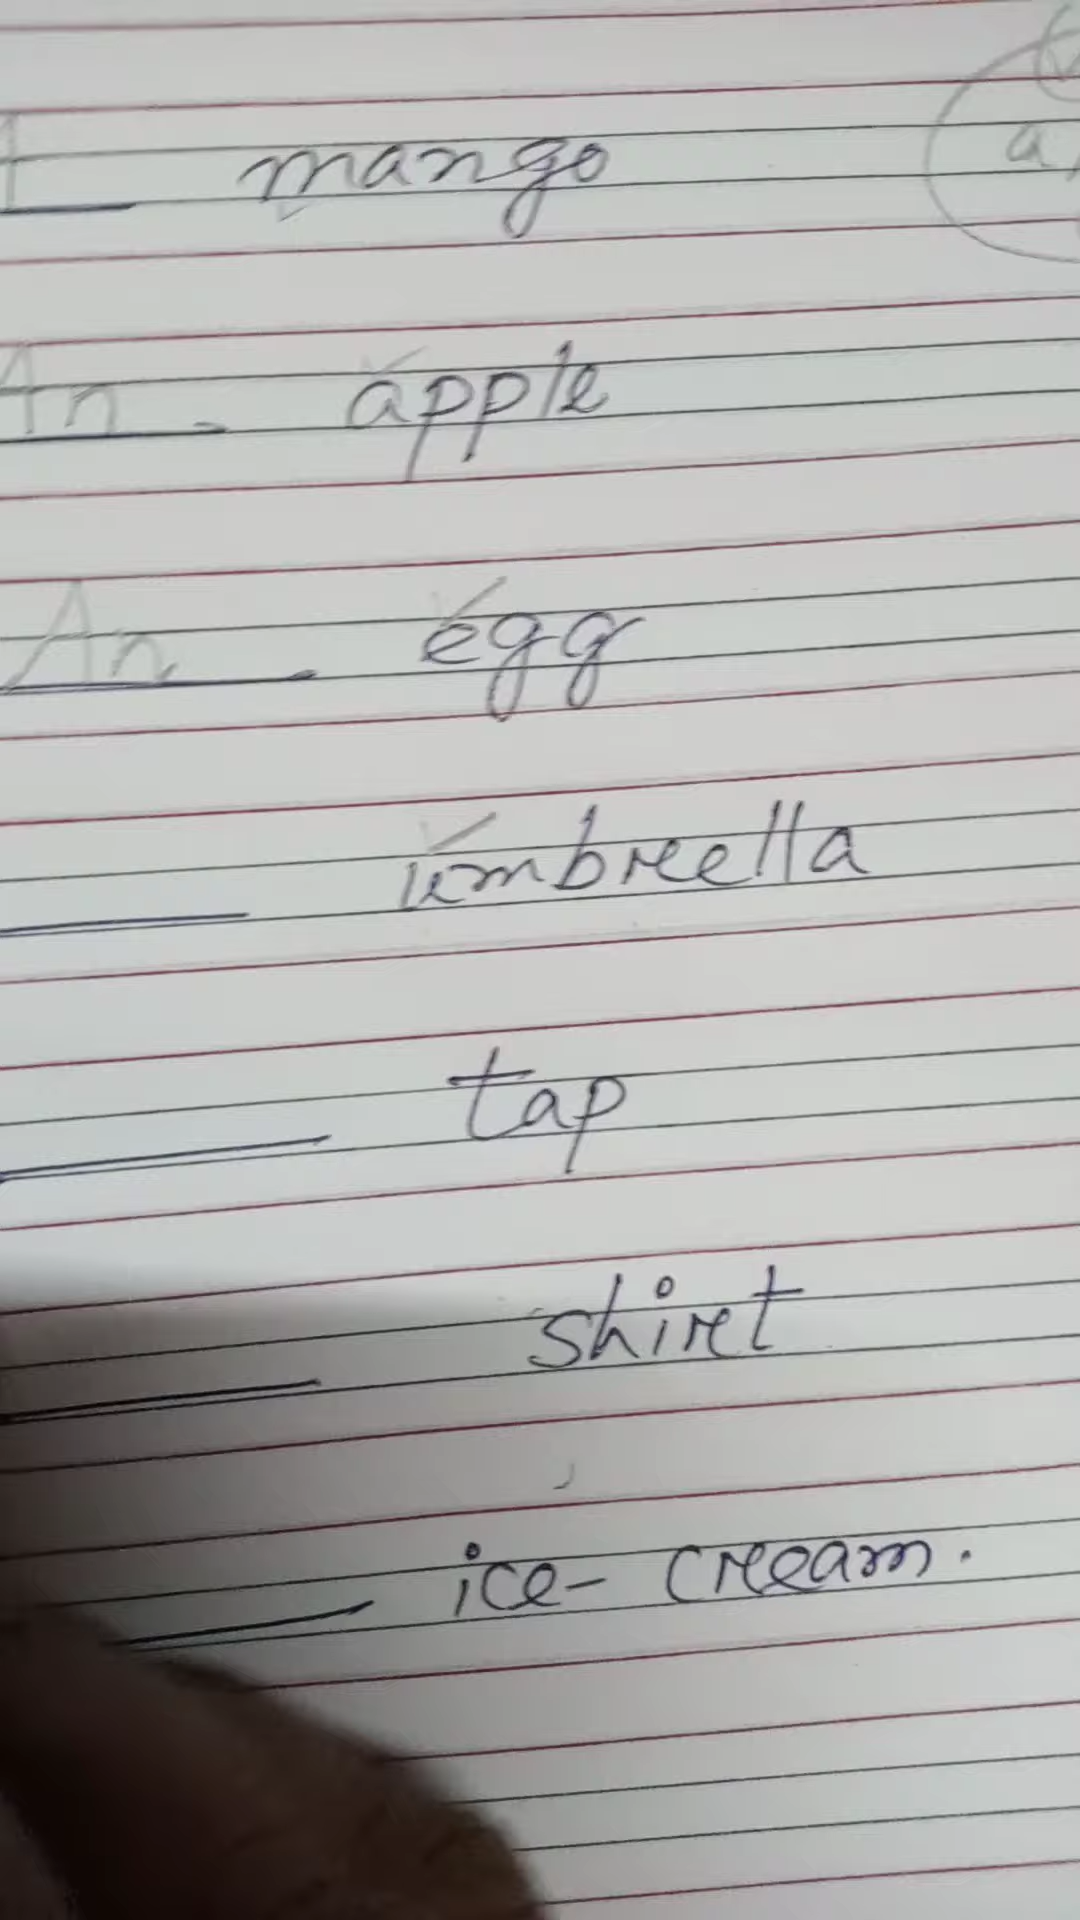 A mango
An apple
An egg
umbrella
tap
shirt
ice-cream.